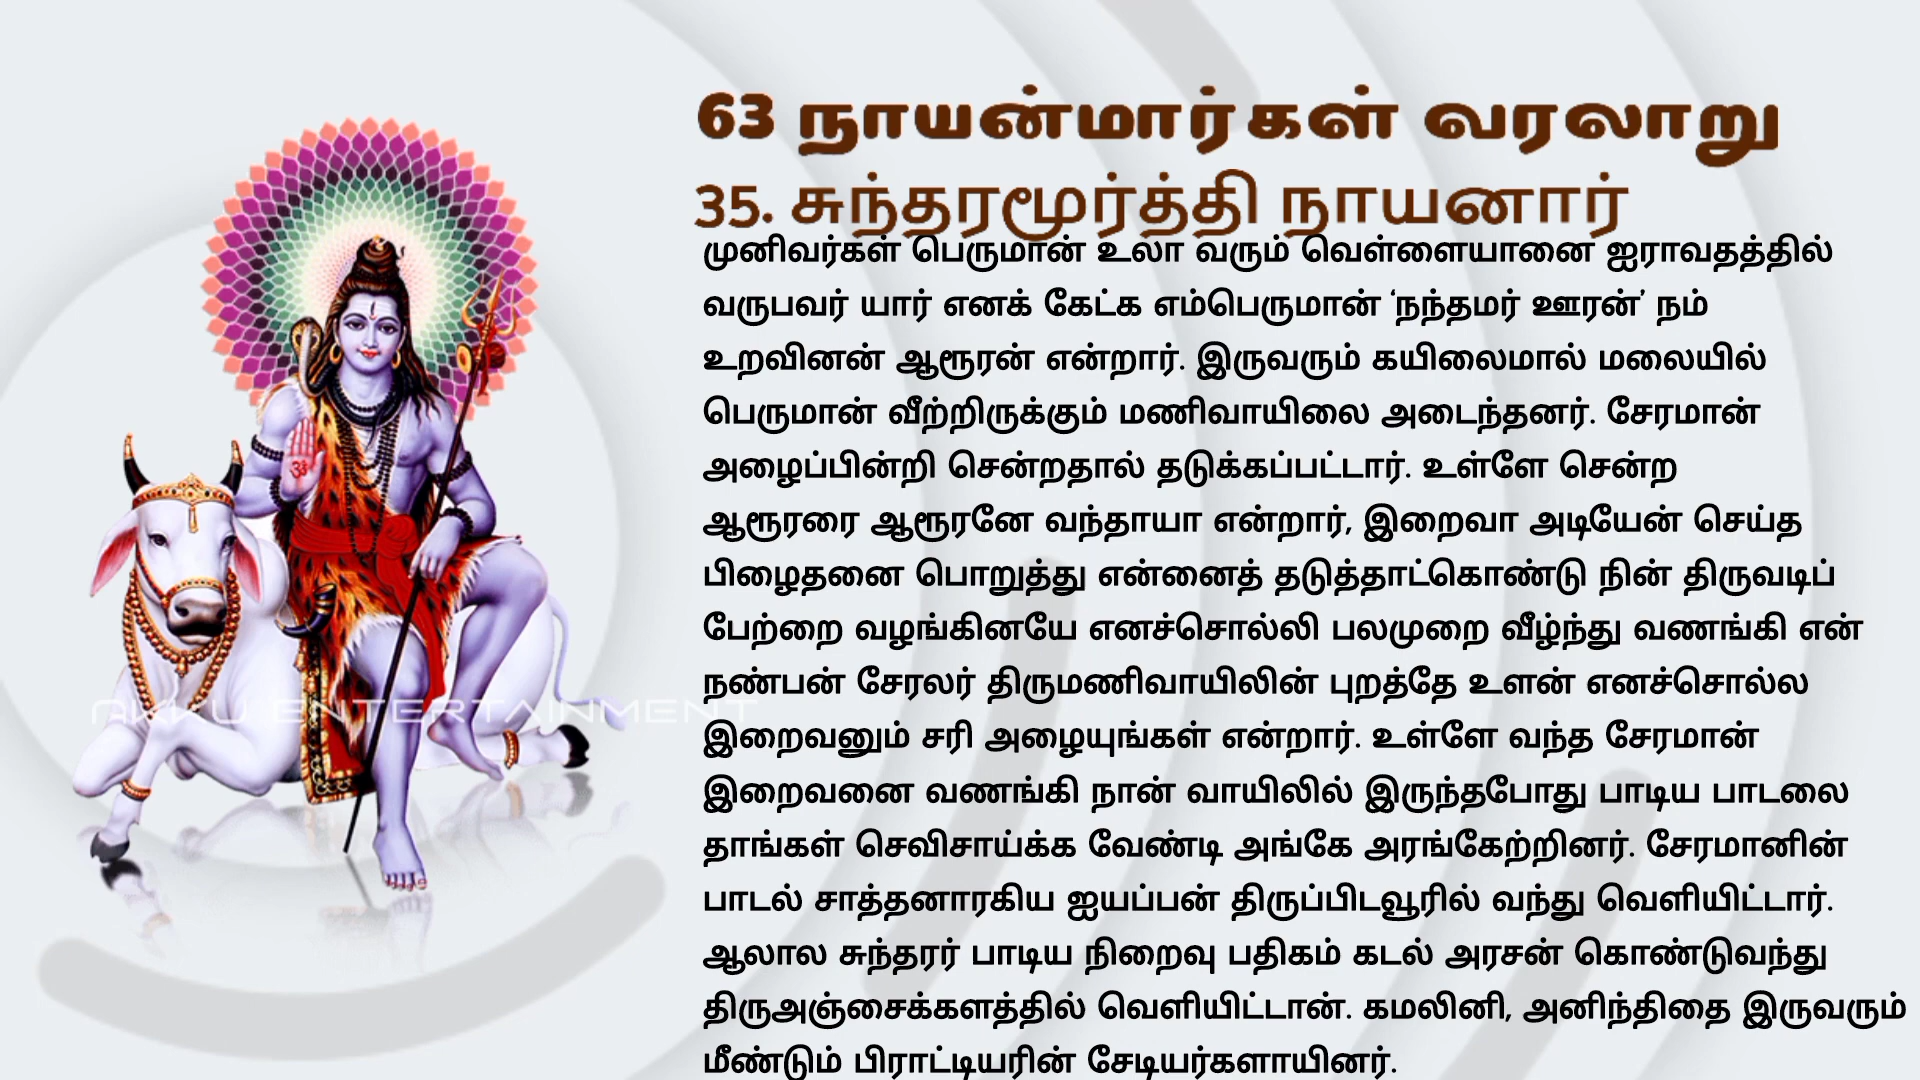 63 நாயன்மார்கள் வரலாறு
35. சுந்தரமூர்த்தி நாயனார்
முனிவர்கள் பெருமான் உலா வரும் வெள்ளையானை ஐராவதத்தில்
வருபவர் யார் எனக் கேட்க எம்பெருமான் ‘நந்தமர் ஊரன்’ நம்
உறவினன் ஆரூரன் என்றார். இருவரும் கயிலைமால் மலையில்
பெருமான் வீற்றிருக்கும் மணிவாயிலை அடைந்தனர். சேரமான்
அழைப்பின்றி சென்றதால் தடுக்கப்பட்டார். உள்ளே சென்ற
ஆரூரரை ஆரூரனே வந்தாயா என்றார், இறைவா அடியேன் செய்த
பிழைதனை பொறுத்து என்னைத் தடுத்தாட்கொண்டு நின் திருவடிப்
பேற்றை வழங்கினயே எனச்சொல்லி பலமுறை வீழ்ந்து வணங்கி என்
நண்பன் சேரலர் திருமணிவாயிலின் புறத்தே உளன் எனச்சொல்ல
இறைவனும் சரி அழையுங்கள் என்றார். உள்ளே வந்த சேரமான்
இறைவனை வணங்கி நான் வாயிலில் இருந்தபோது பாடிய பாடலை
தாங்கள் செவிசாய்க்க வேண்டி அங்கே அரங்கேற்றினர். சேரமானின்
பாடல் சாத்தனாரகிய ஐயப்பன் திருப்பிடவூரில் வந்து வெளியிட்டார்.
ஆலால சுந்தரர் பாடிய நிறைவு பதிகம் கடல் அரசன் கொண்டுவந்து
திருஅஞ்சைக்களத்தில் வெளியிட்டான். கமலினி, அனிந்திதை இருவரும்
மீண்டும் பிராட்டியரின் சேடியர்களாயினர்.
AKKU ENTERTAINMENT